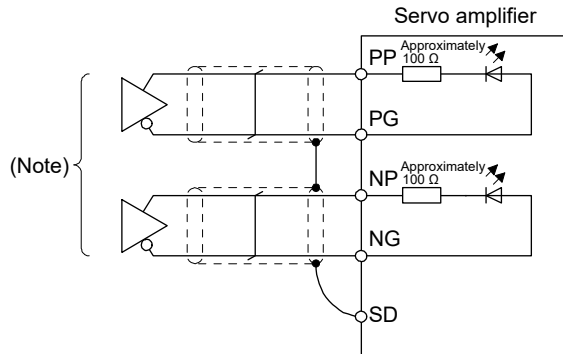 Servo amplifier
PP
Approximately
100 Ω
PG
(Note)
NP
Approximately
100 Ω
NG
SD